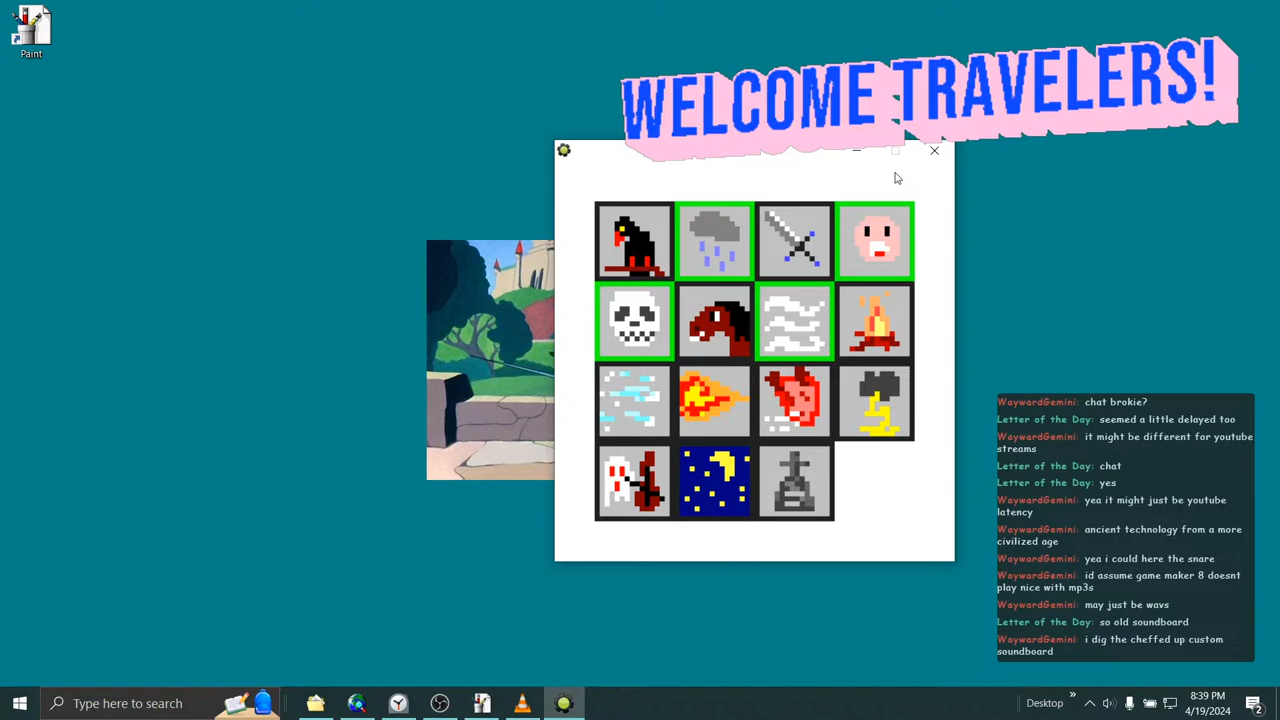 Paint
WELCOME TRAVELERS!
WaywardGemini: chat brokie?
Letter of the Day: seemed a little delayed too
WaywardGemini: it might be different for youtube
streams
Letter of the Day: chat
Letter of the Day: yes
WaywardGemini: yea it might just be youtube
latency
WaywardGemini: ancient technology from a more
civilized age
WaywardGemini: yea i could here the snare
WaywardGemini: id assume game maker 8 doesnt
play nice with mp3s
WaywardGemini: may just be wavs
Letter of the Day: so old soundboard
WaywardGemini: i dig the cheffed up custom
soundboard
Type here to search
Desktop
8:39 PM
4/19/2024
2